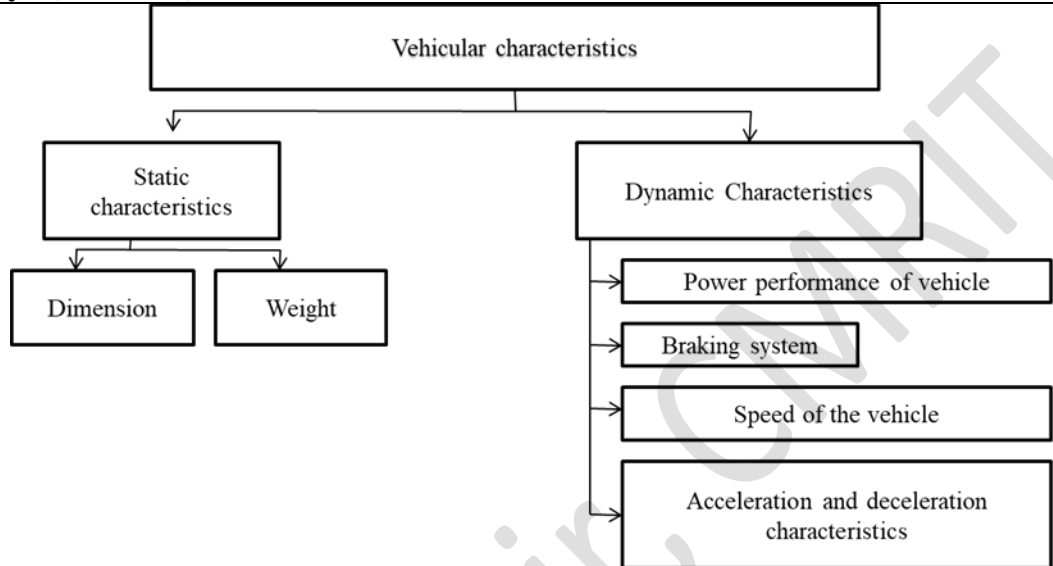 Vehicular characteristics
Static
characteristics
Dynamic Characteristics
Dimension
Weight
Power performance of vehicle
Braking system
Speed of the vehicle
Acceleration and deceleration
characteristics
CMRIT